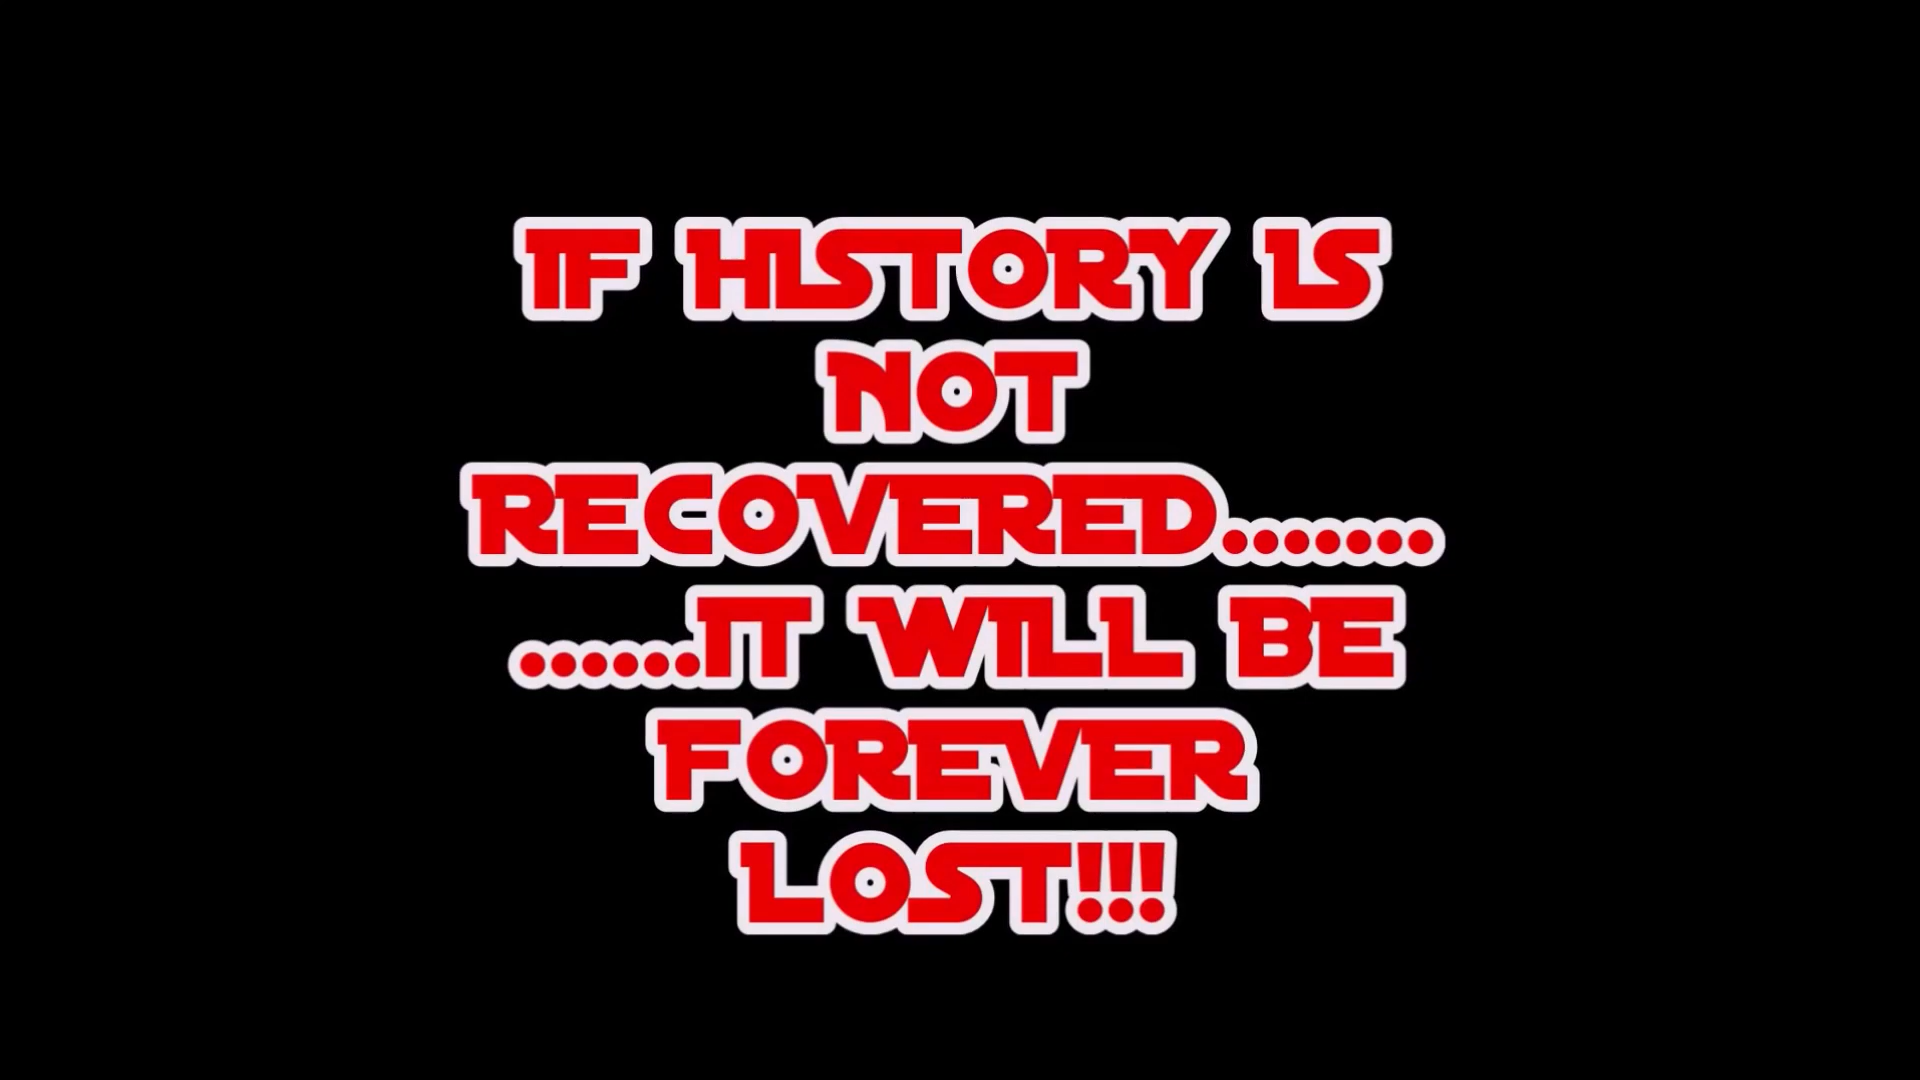 IF HISTORY IS
NOT
RECOVERED.......
......IT WILL BE
FOREVER
LOST!!!